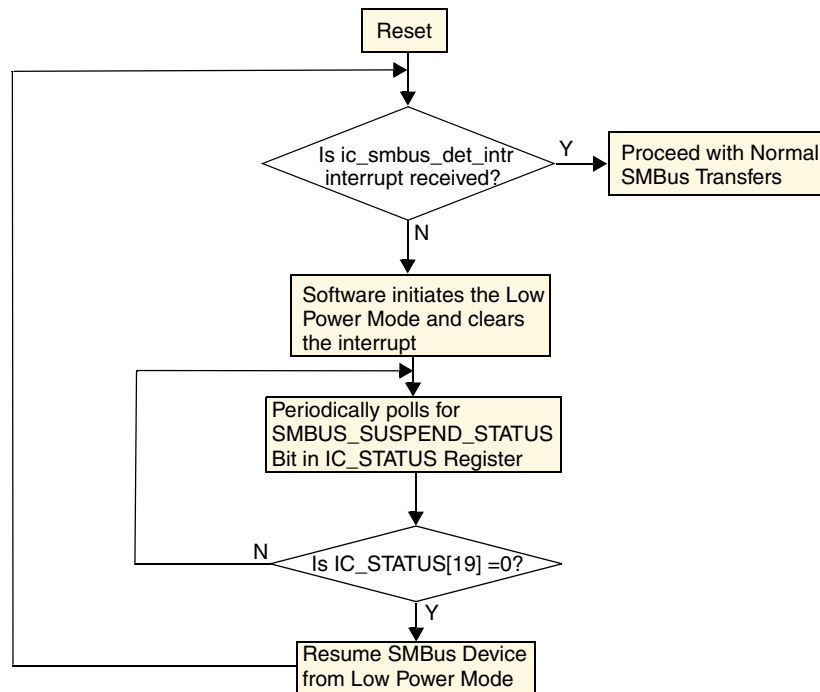 Reset
Is ic_smbus_det_intr
interrupt received?
Y
Proceed with Normal
SMBus Transfers
N
Software initiates the Low
Power Mode and clears
the interrupt
Periodically polls for
SMBUS_SUSPEND_STATUS
Bit in IC_STATUS Register
N
Is IC_STATUS[19] =0?
Y
Resume SMBus Device
from Low Power Mode